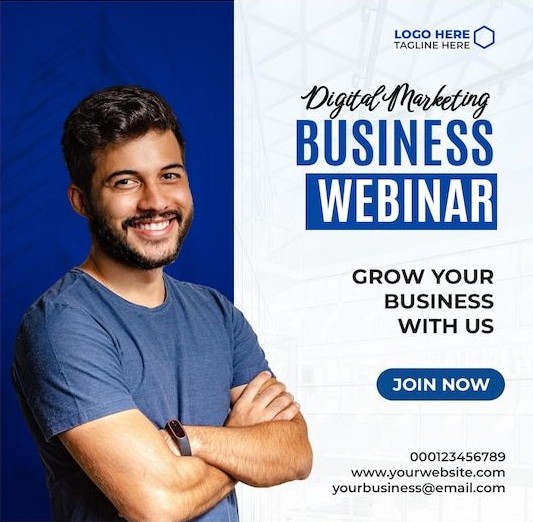 LOGO HERE
TAGLINE HERE
Digital Marketing
BUSINESS
WEBINAR
GROW YOUR
BUSINESS
WITH US
JOIN NOW
000123456789
www.yourwebsite.com
yourbusiness@email.com